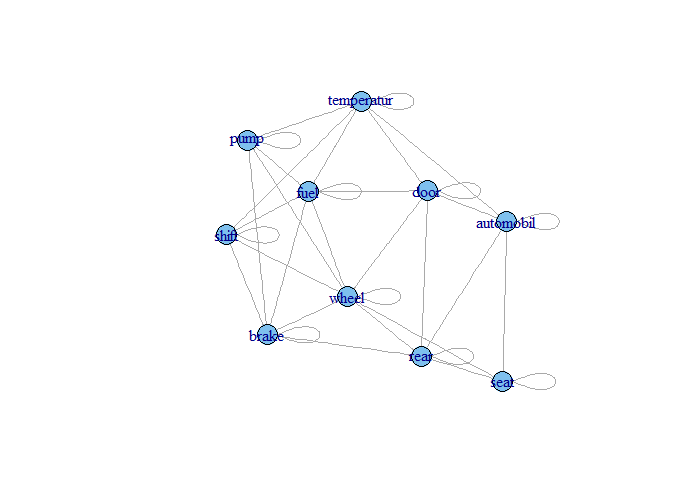 temperatur
pump
fuel
door
automobil
shift
wheel
brake
rear
seat